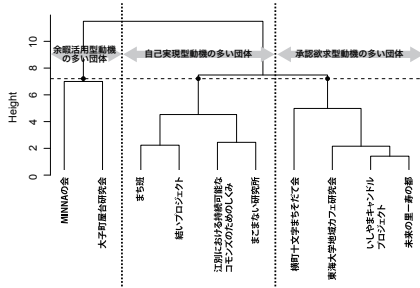 余暇活用型動機
の多い団体
自己実現型動機の多い団体
承認欲求型動機の多い団体
Height
10
8
6
4
2
0
MINNAの会
大子町屋台研究会
まち班
結いプロジェクト
江別における持続可能な
コモンズのためのしくみ
まこまない研究所
横町十文字まちそだて会
東海大学地域カフェ研究会
いしやまキャンドル
プロジェクト
未来の里ー寿の都